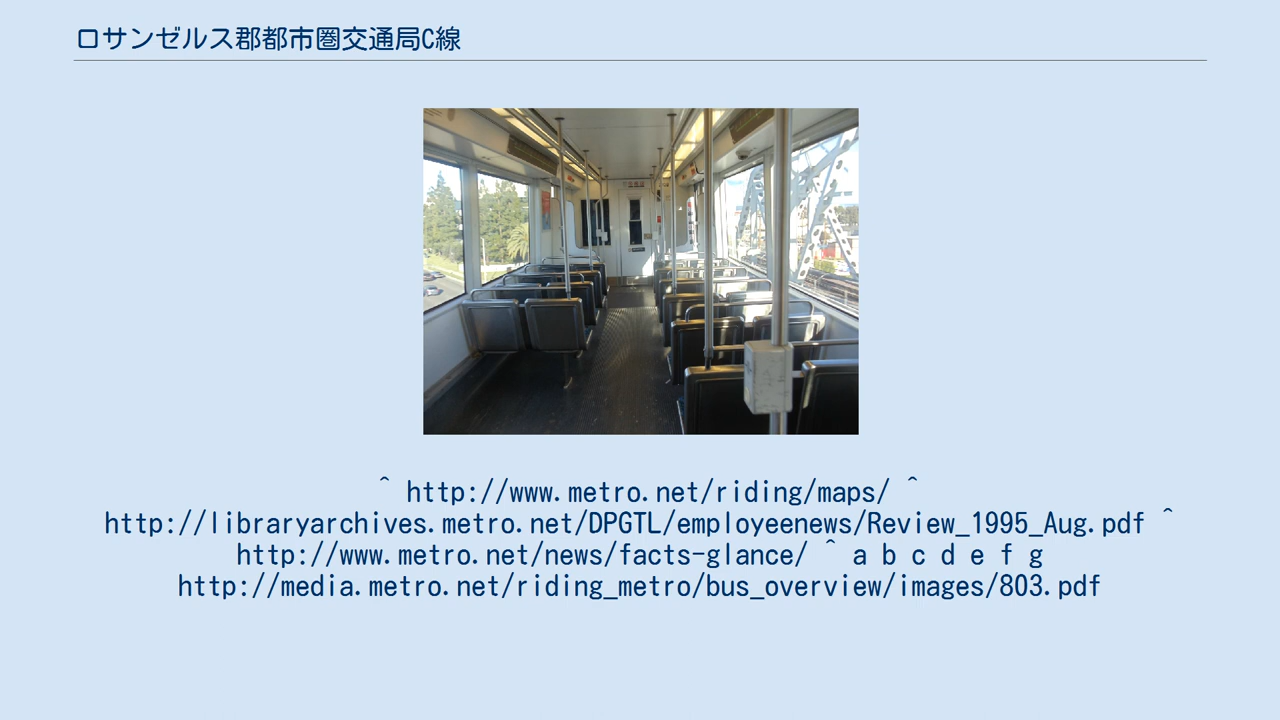 ロサンゼルス郡都市圏交通局C線
^ http://www.metro.net/riding/maps/ ^
http://libraryarchives.metro.net/DPGTL/employeenews/Review_1995_Aug.pdf ^
http://www.metro.net/news/facts-glance/ ^ a b c d e f g
http://media.metro.net/riding_metro/bus_overview/images/803.pdf